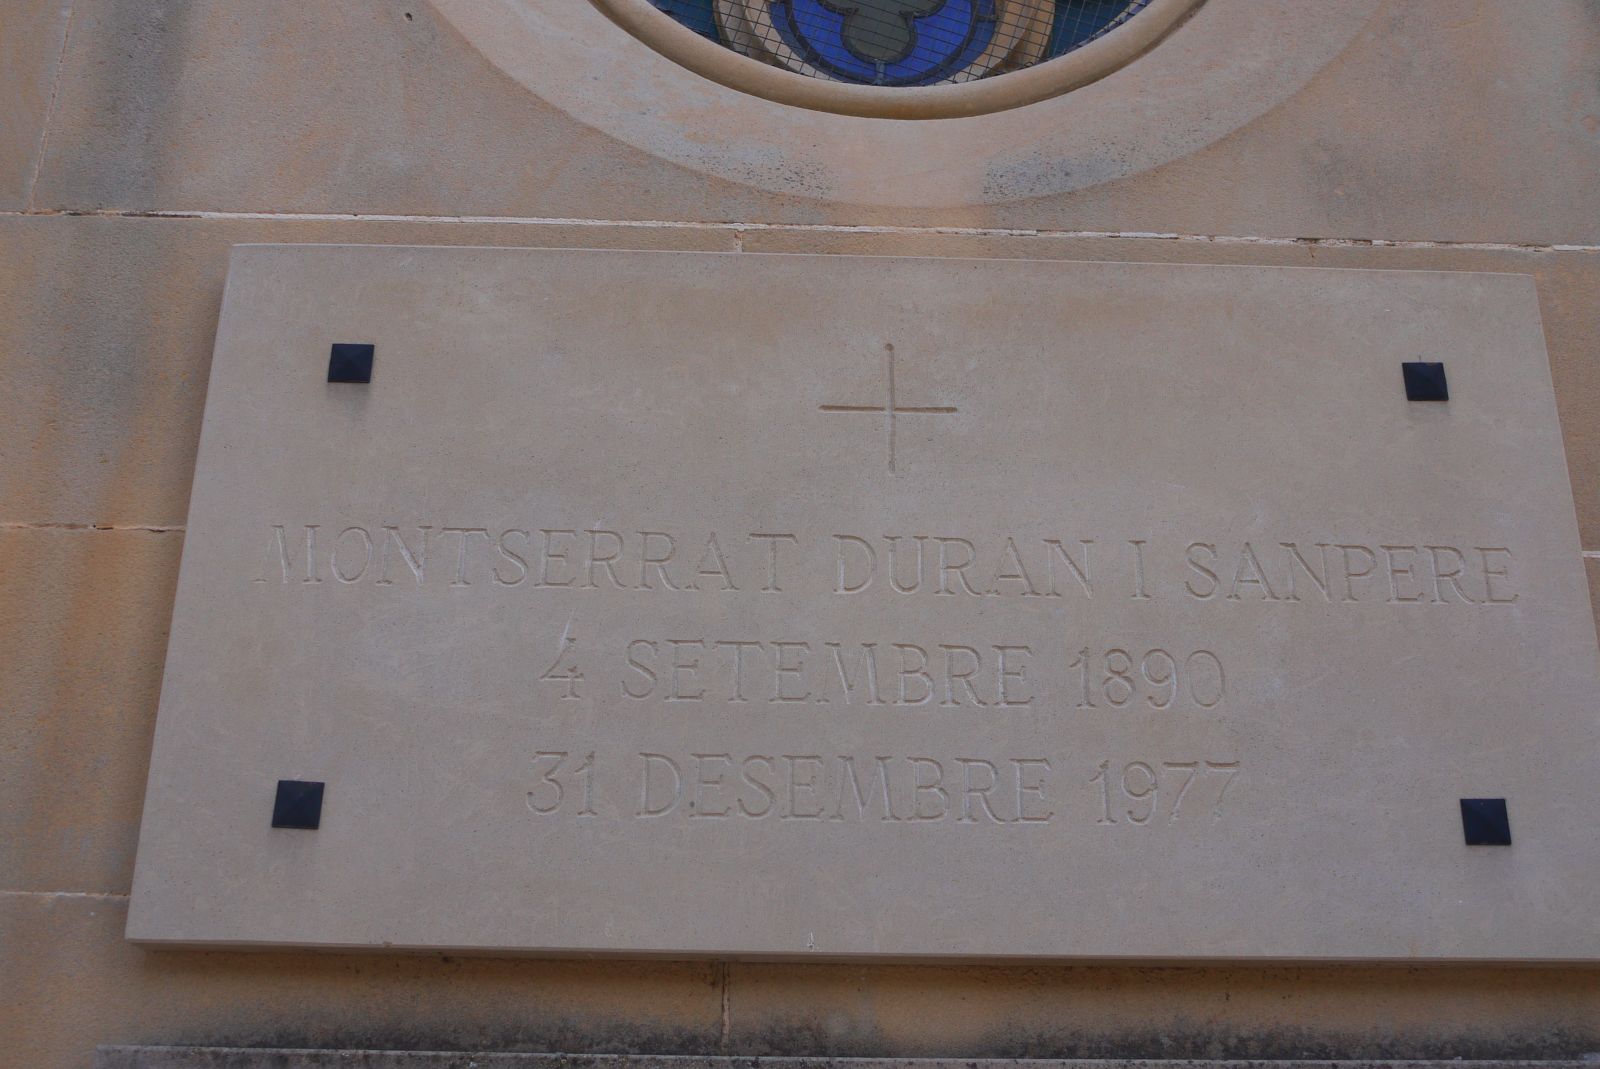 MONTSERRAT DURAN I SANPERE
4 SETEMBRE 1890
31 DESEMBRE 1977